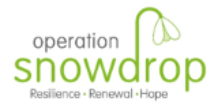 operation
snowdrop
Resilience · Renewal · Hope